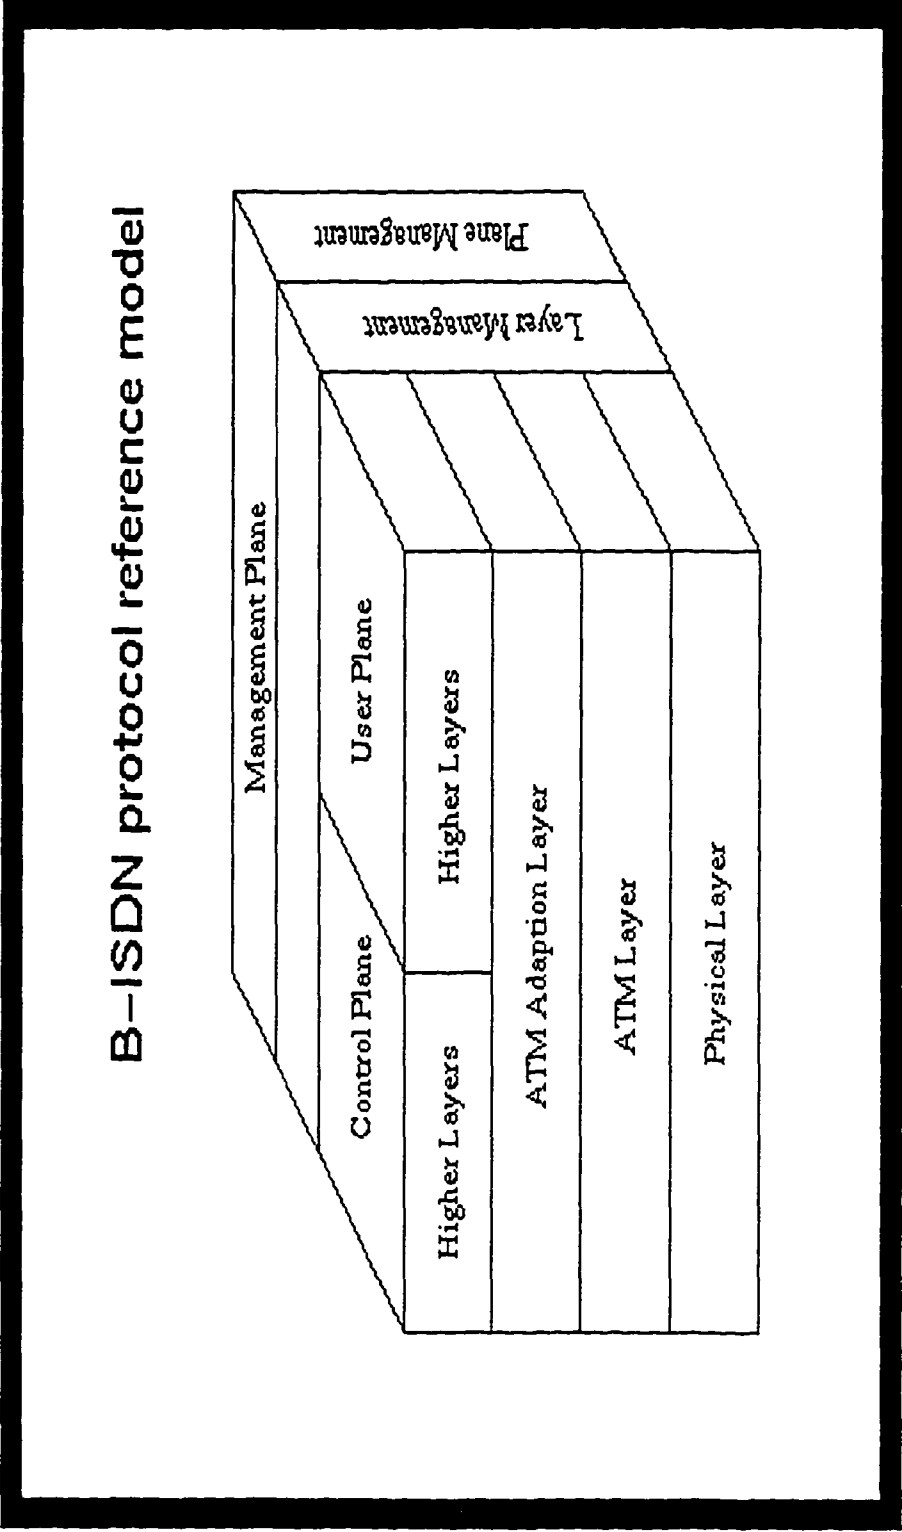 B-ISDN protocol reference model
Management Plane
Control Plane
User Plane
Higher Layers
Higher Layers
ATM Adaption Layer
ATM Layer
Physical Layer
Layer Management
Plane Management